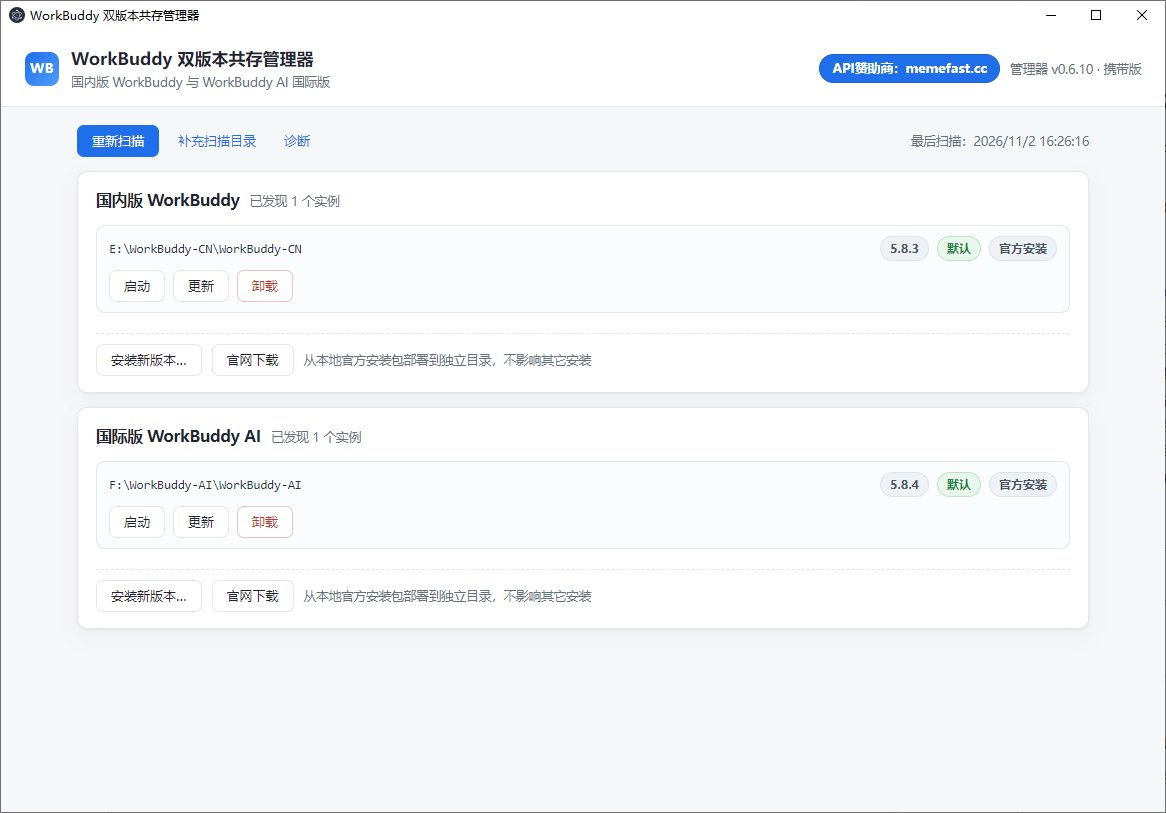 WorkBuddy 双版本共存管理器
WB
WorkBuddy 双版本共存管理器
国内版 WorkBuddy 与 WorkBuddy AI 国际版
API赞助商：memefast.cc
管理器 v0.6.10 · 携带版
重新扫描
补充扫描目录
诊断
最后扫描：2026/11/2 16:26:16
国内版 WorkBuddy 已发现 1 个实例
E:\WorkBuddy-CN\WorkBuddy-CN
5.8.3
默认
官方安装
启动
更新
卸载
安装新版本...
官网下载
从本地官方安装包部署到独立目录，不影响其它安装
国际版 WorkBuddy AI 已发现 1 个实例
F:\WorkBuddy-AI\WorkBuddy-AI
5.8.4
默认
官方安装
启动
更新
卸载
安装新版本...
官网下载
从本地官方安装包部署到独立目录，不影响其它安装